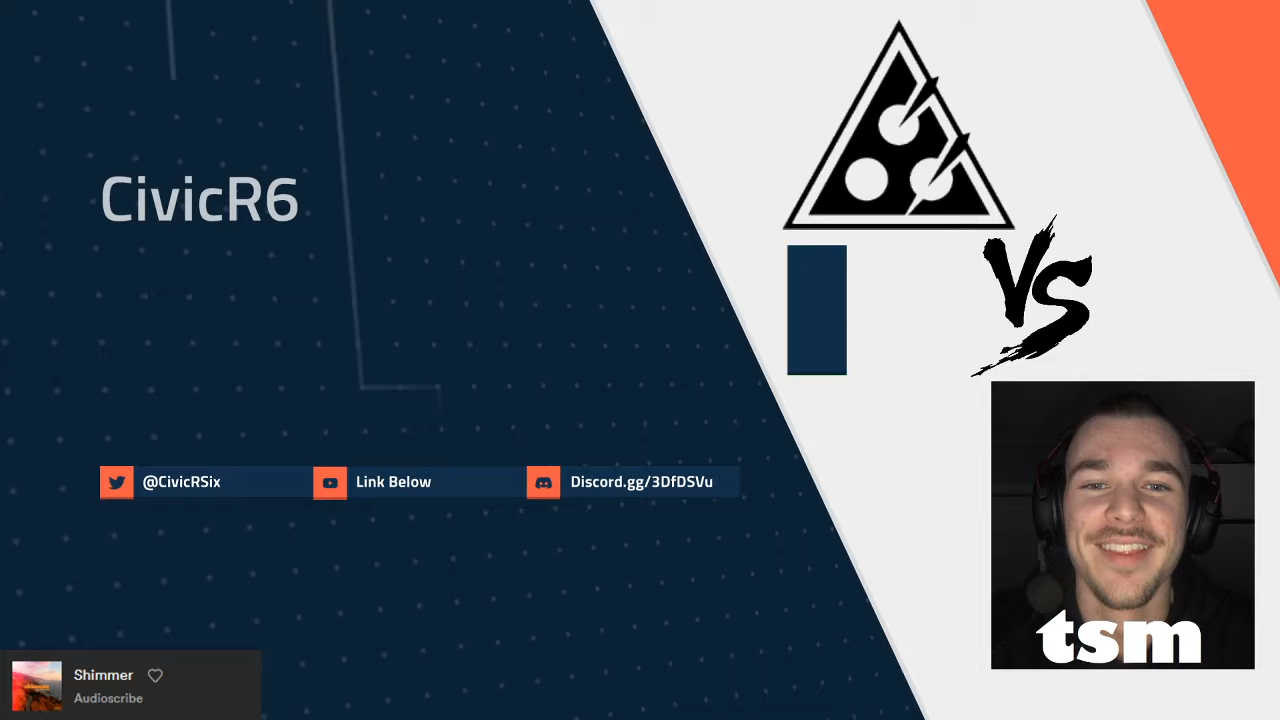 CivicR6
VS
@CivicRSix
Link Below
Discord.gg/3DfDSVu
tsm
Shimmer
Audioscribe